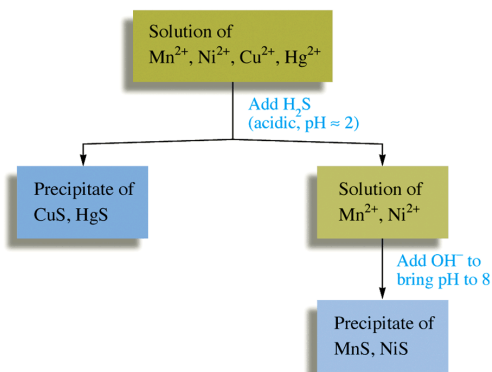 Solution of
Mn²⁺, Ni²⁺, Cu²⁺, Hg²⁺
Add H₂S
(acidic, pH ≈ 2)
Precipitate of
CuS, HgS
Solution of
Mn²⁺, Ni²⁺
Add OH⁻ to
bring pH to 8
Precipitate of
MnS, NiS